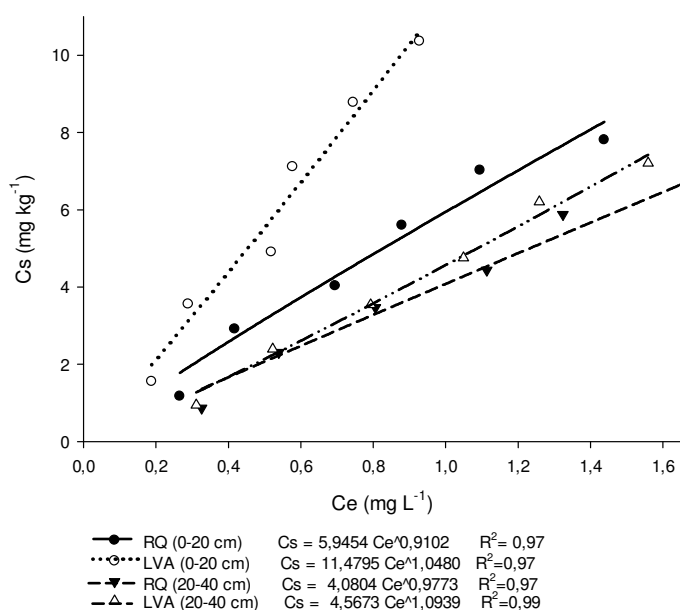 10
8
6
4
2
0
Cs (mg kg-1)
0,0 0,2 0,4 0,6 0,8 1,0 1,2 1,4 1,6
Ce (mg L-1)
RQ (0-20 cm) Cs = 5,9454 Ce^0,9102 R2= 0,97
LVA (0-20 cm) Cs = 11,4795 Ce^1,0480 R2=0,97
RQ (20-40 cm) Cs = 4,0804 Ce^0,9773 R2=0,97
LVA (20-40 cm) Cs = 4,5673 Ce^1,0939 R2=0,99